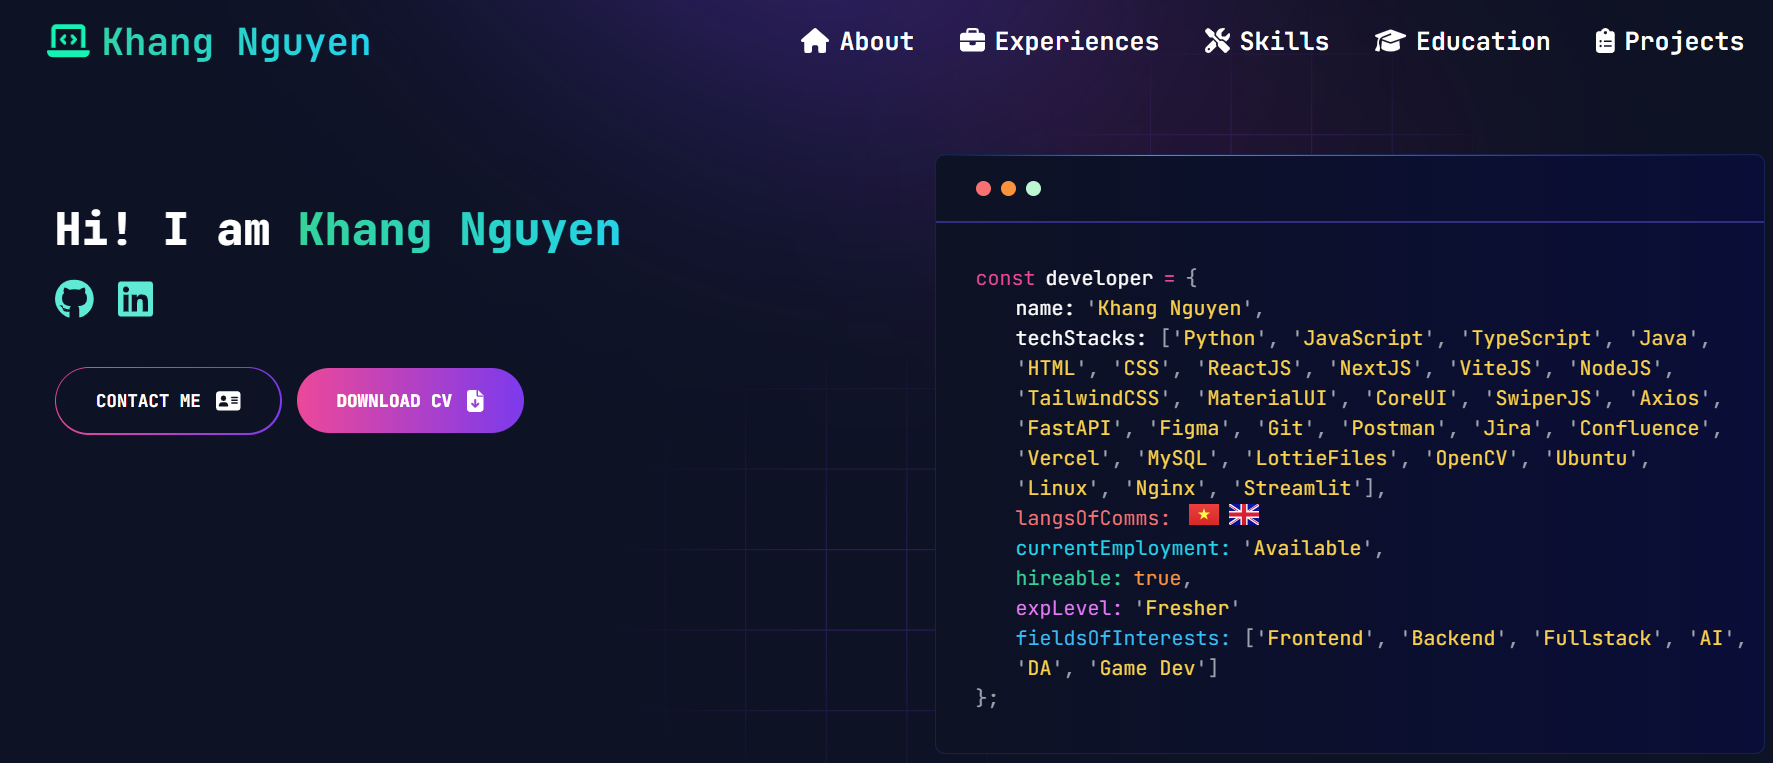 Khang Nguyen
About
Experiences
Skills
Education
Projects
Hi! I am Khang Nguyen
in
CONTACT ME
DOWNLOAD CV
const developer = {
name: 'Khang Nguyen',
techStacks: ['Python', 'JavaScript', 'TypeScript', 'Java',
'HTML', 'CSS', 'ReactJS', 'NextJS', 'ViteJS', 'NodeJS',
'TailwindCSS', 'MaterialUI', 'CoreUI', 'SwiperJS', 'Axios',
'FastAPI', 'Figma', 'Git', 'Postman', 'Jira', 'Confluence',
'Vercel', 'MySQL', 'LottieFiles', 'OpenCV', 'Ubuntu',
'Linux', 'Nginx', 'Streamlit'],
langsOfComms:
currentEmployment: 'Available',
hireable: true,
expLevel: 'Fresher'
fieldsOfInterests: ['Frontend', 'Backend', 'Fullstack', 'AI',
'DA', 'Game Dev']
};